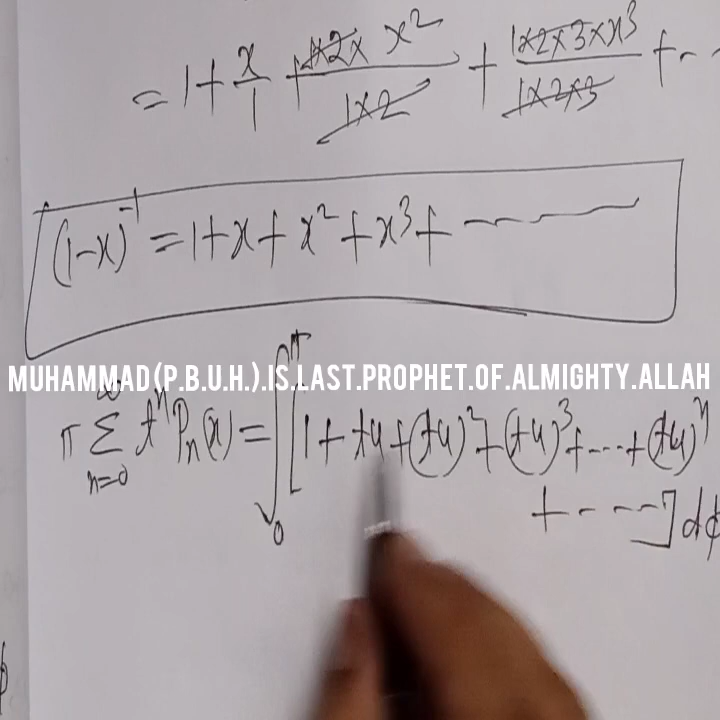 = 1 + x/1 + 1×2× x²/1×2 + 1×2×3×x³/1×2×3 + - -
(1-x)⁻¹ = 1+x+x²+x³+ -----
MUHAMMAD(P.B.U.H.).IS.LAST.PROPHET.OF.ALMIGHTY.ALLAH
π ∑_{n=0}^{∞} tⁿ Pₙ(x) = ∫₀^π [1 + tu + (tu)² + (tu)³ + ---- + (tu)ⁿ
+ ----] dϕ